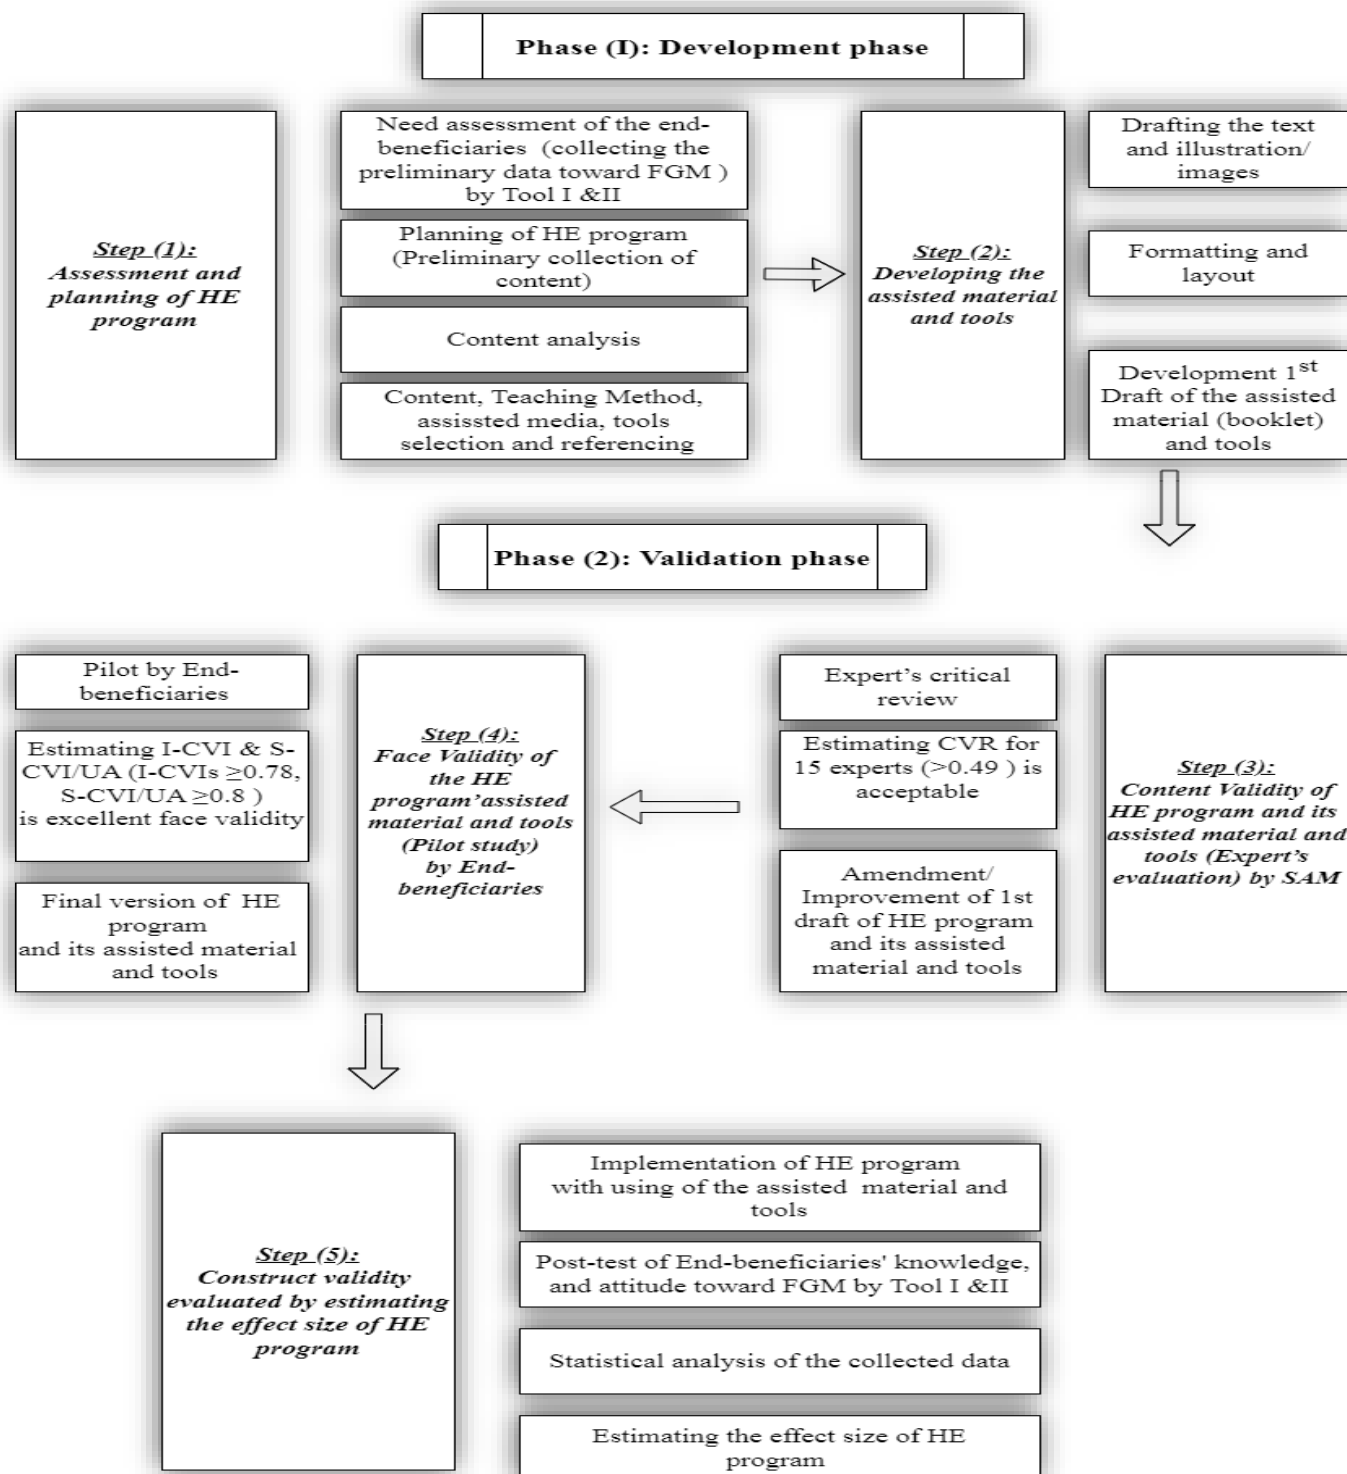 Phase (I): Development phase
Step (1):
Assessment and
planning of HE
program
Need assessment of the end-
beneficiaries (collecting the
preliminary data toward FGM )
by Tool I &II
Planning of HE program
(Preliminary collection of
content)
Content analysis
Content, Teaching Method,
assissted media, tools
selection and referencing
Step (2):
Developing the
assisted material
and tools
Drafting the text
and illustration/
images
Formatting and
layout
Development 1st
Draft of the assisted
material (booklet)
and tools
Phase (2): Validation phase
Step (3):
Content Validity of
HE program and its
assisted material and
tools (Expert's
evaluation) by SAM
Expert's critical
review
Estimating CVR for
15 experts (>0.49 ) is
acceptable
Amendment/
Improvement of 1st
draft of HE program
and its assisted
material and tools
Step (4):
Face Validity of
the HE
program'assisted
material and tools
(Pilot study)
by End-
beneficiaries
Pilot by End-
beneficiaries
Estimating I-CVI & S-
CVI/UA (I-CVIs ≥0.78,
S-CVI/UA ≥0.8 )
is excellent face validity
Final version of HE
program
and its assisted material
and tools
Step (5):
Construct validity
evaluated by estimating
the effect size of HE
program
Implementation of HE program
with using of the assisted material and
tools
Post-test of End-beneficiaries' knowledge,
and attitude toward FGM by Tool I &II
Statistical analysis of the collected data
Estimating the effect size of HE
program